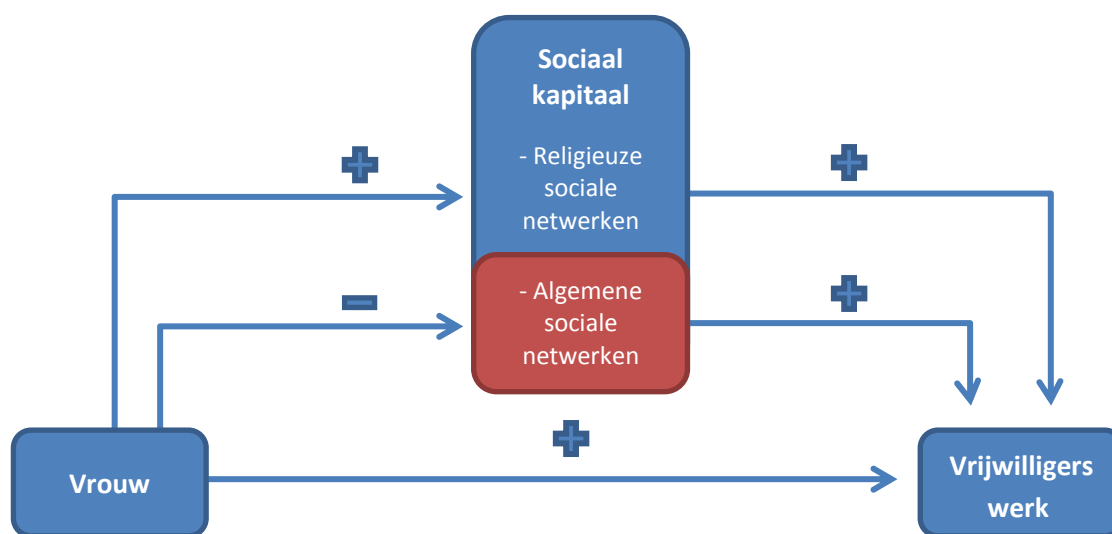 Sociaal
kapitaal
- Religieuze
sociale
netwerken
- Algemene
sociale
netwerken
Vrouw
Vrijwilligers
werk